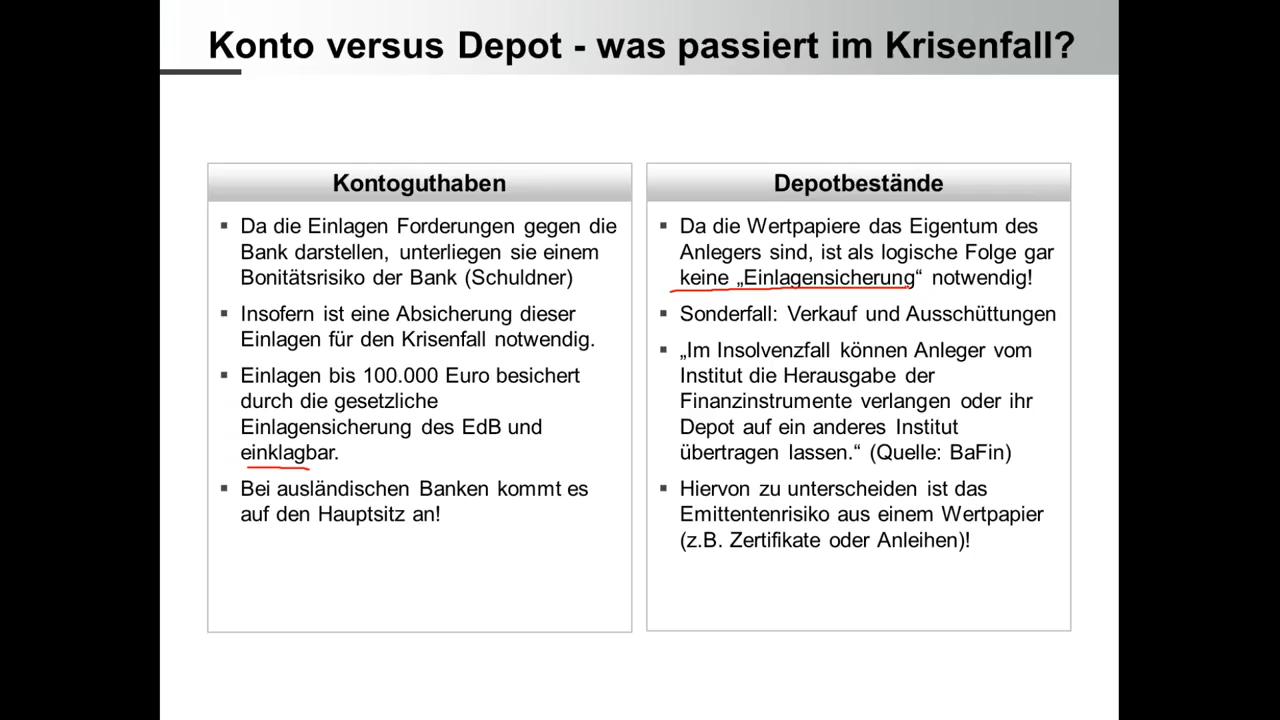 Konto versus Depot - was passiert im Krisenfall?
Kontoguthaben
▪ Da die Einlagen Forderungen gegen die
Bank darstellen, unterliegen sie einem
Bonitätsrisiko der Bank (Schuldner)
▪ Insofern ist eine Absicherung dieser
Einlagen für den Krisenfall notwendig.
▪ Einlagen bis 100.000 Euro besichert
durch die gesetzliche
Einlagensicherung des EdB und
einklagbar.
▪ Bei ausländischen Banken kommt es
auf den Hauptsitz an!
Depotbestände
▪ Da die Wertpapiere das Eigentum des
Anlegers sind, ist als logische Folge gar
keine „Einlagensicherung“ notwendig!
▪ Sonderfall: Verkauf und Ausschüttungen
▪ „Im Insolvenzfall können Anleger vom
Institut die Herausgabe der
Finanzinstrumente verlangen oder ihr
Depot auf ein anderes Institut
übertragen lassen.“ (Quelle: BaFin)
▪ Hiervon zu unterscheiden ist das
Emittentenrisiko aus einem Wertpapier
(z.B. Zertifikate oder Anleihen)!